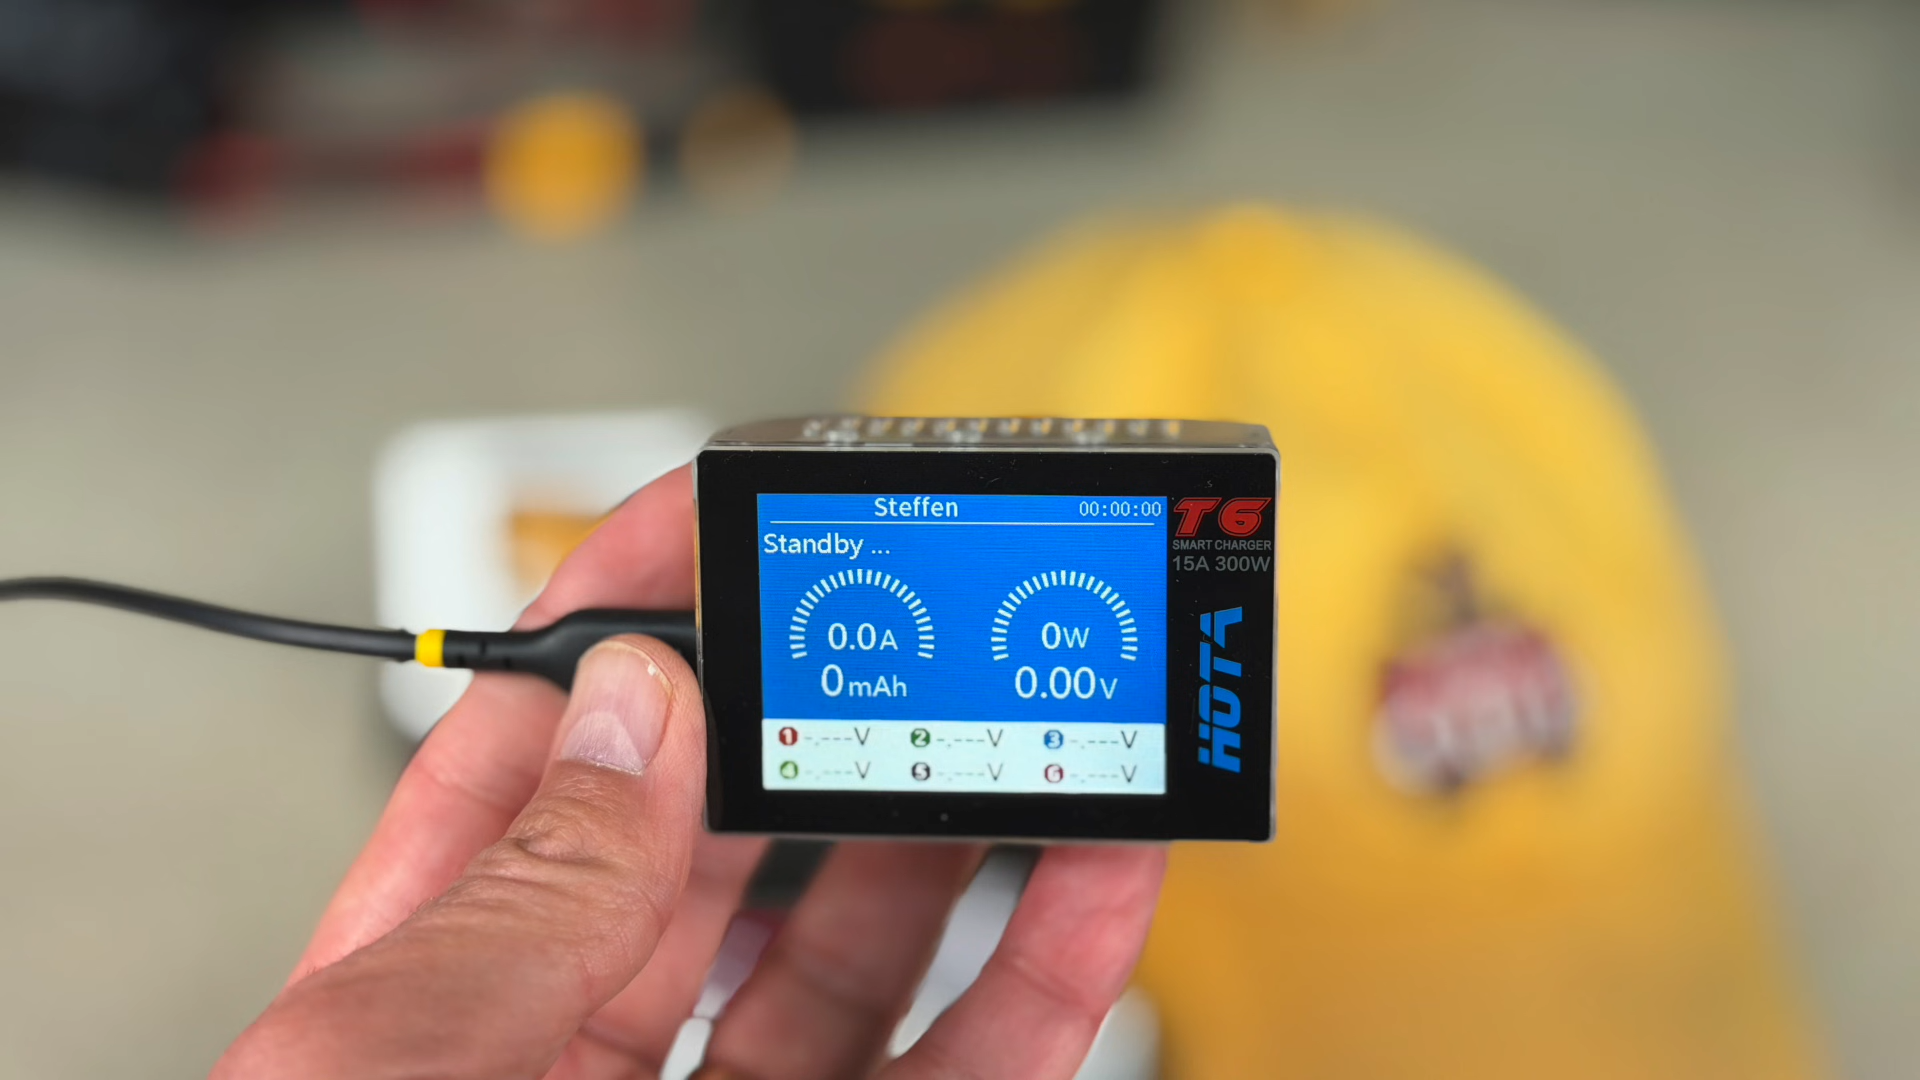 Steffen 00:00:00
Standby ...
0.0A 0W
0mAh 0.00V
1 -.---V 2 -.---V 3 -.---V
4 -.---V 5 -.---V 6 -.---V
T6
SMART CHARGER
15A 300W
HOTA